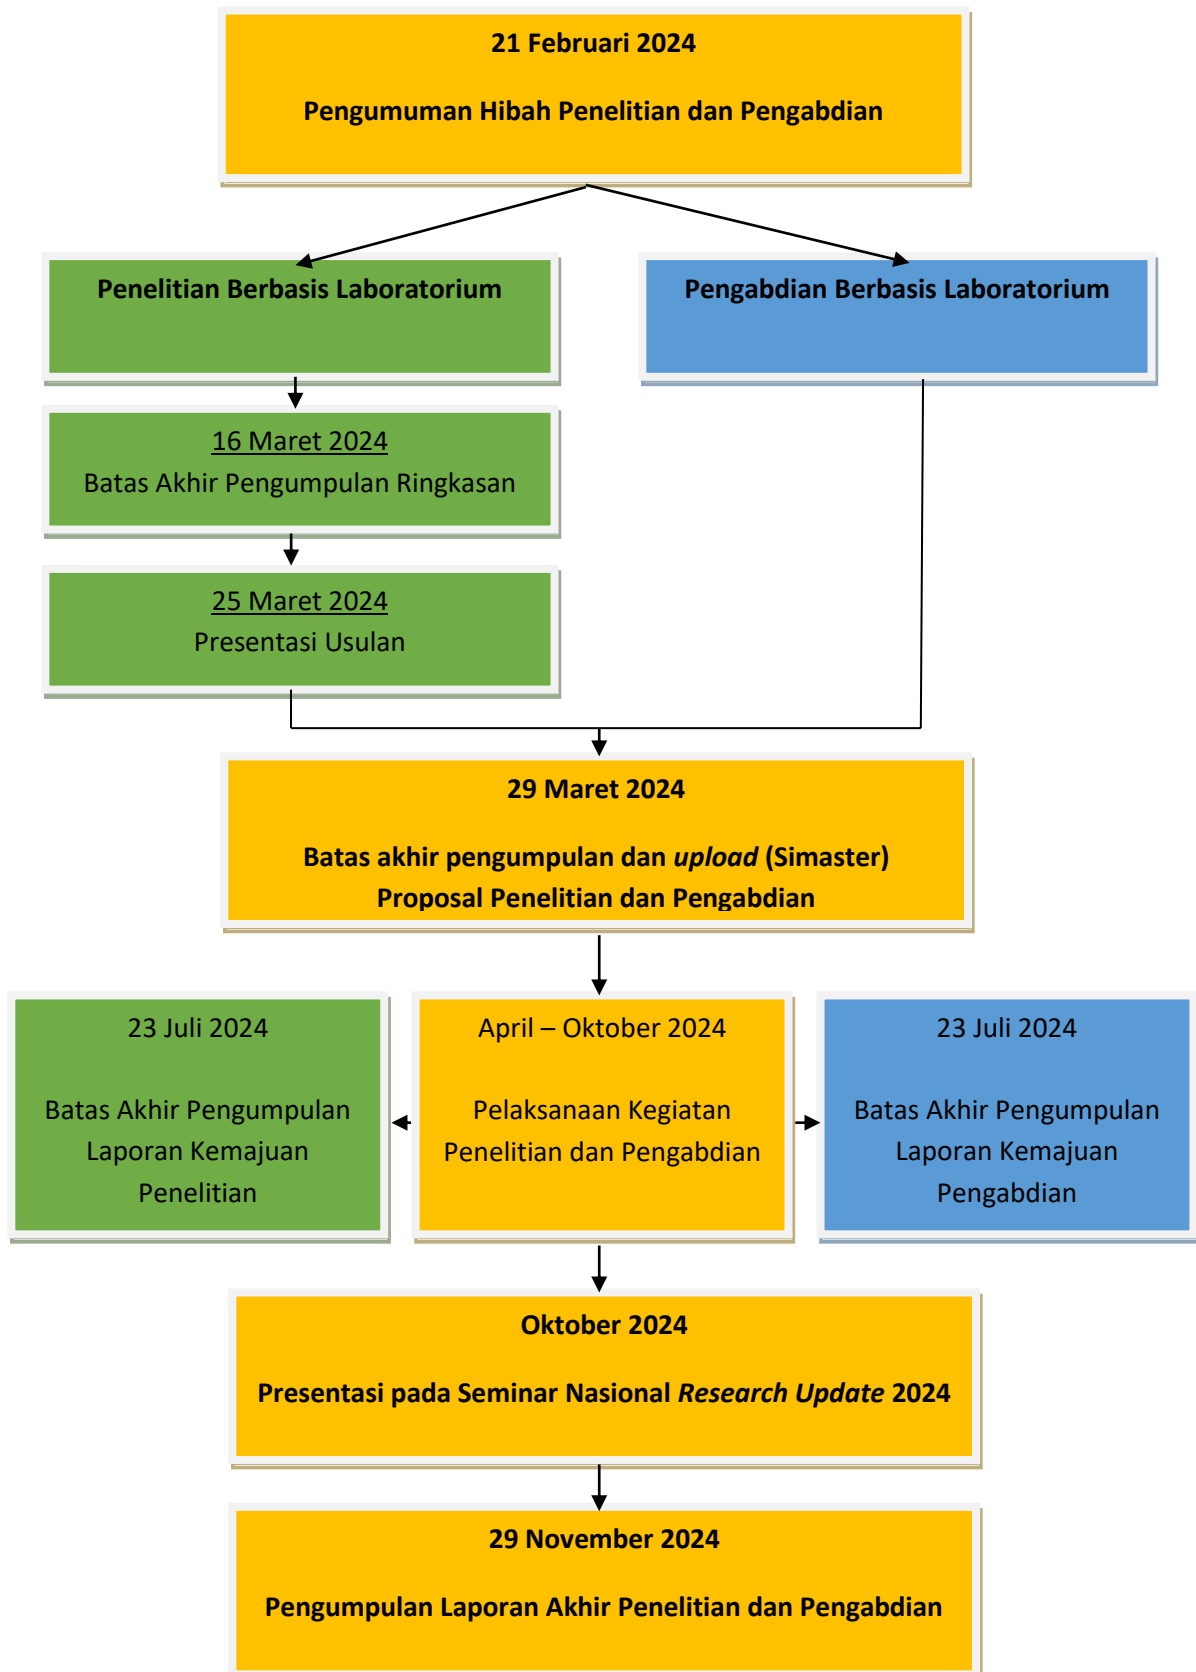 21 Februari 2024
Pengumuman Hibah Penelitian dan Pengabdian
Penelitian Berbasis Laboratorium
Pengabdian Berbasis Laboratorium
16 Maret 2024
Batas Akhir Pengumpulan Ringkasan
25 Maret 2024
Presentasi Usulan
29 Maret 2024
Batas akhir pengumpulan dan upload (Simaster)
Proposal Penelitian dan Pengabdian
23 Juli 2024
Batas Akhir Pengumpulan
Laporan Kemajuan
Penelitian
April – Oktober 2024
Pelaksanaan Kegiatan
Penelitian dan Pengabdian
23 Juli 2024
Batas Akhir Pengumpulan
Laporan Kemajuan
Pengabdian
Oktober 2024
Presentasi pada Seminar Nasional Research Update 2024
29 November 2024
Pengumpulan Laporan Akhir Penelitian dan Pengabdian